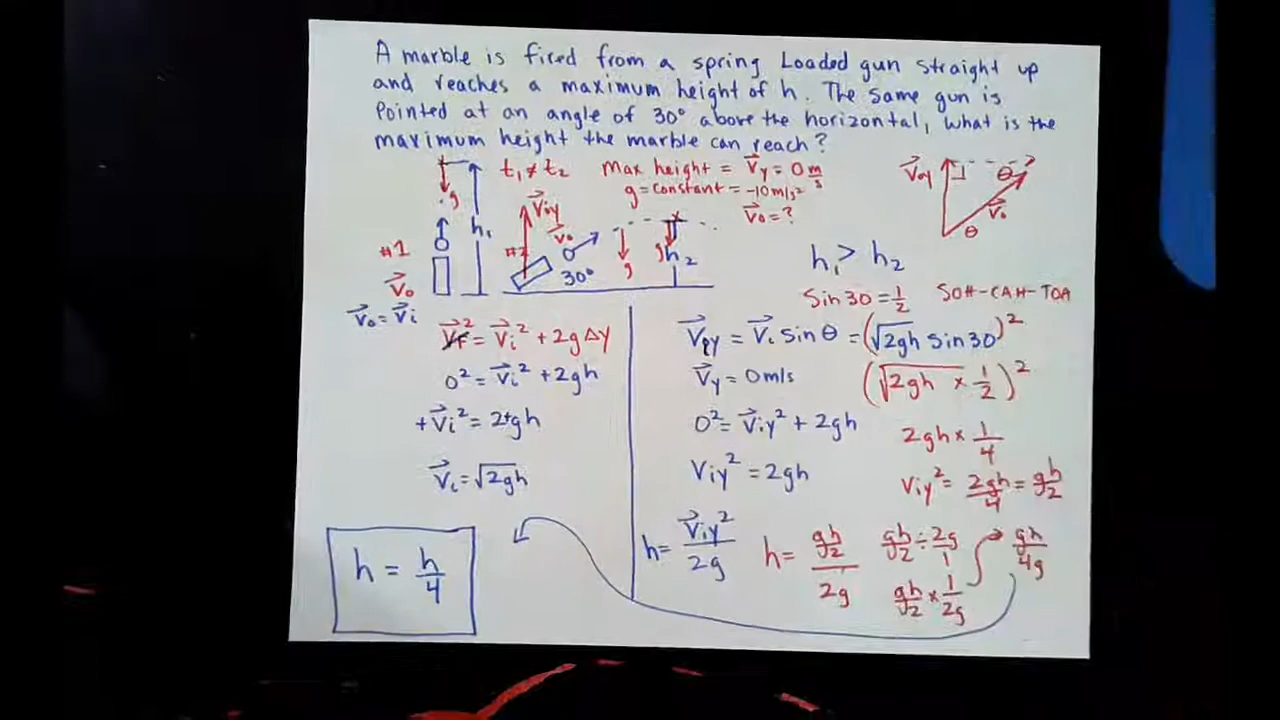 A marble is fired from a spring Loaded gun straight up
and reaches a maximum height of h. The same gun is
Pointed at an angle of 30° above the horizontal, what is the
maximum height the marble can reach?
t₁ ≠ t₂
Max height = V⃗y = 0 m/s
g = constant = -10 m/s²
V⃗o = ?
g
#1
V⃗o
V⃗o = V⃗i
h₁
V⃗iy
V⃗o
30°
g
g
h₂
V⃗oy
θ
V⃗o
θ
h₁ > h₂
Sin 30 = 1/2
SOH-CAH-TOA
V⃗f² = V⃗i² + 2gΔy
0² = V⃗i² + 2gh
+V⃗i² = 2+gh
V⃗i = √2gh
h = h/4
V⃗iy = V⃗i Sin θ = (√2gh Sin 30)²
V⃗y = 0 m/s
(√2gh × 1/2)²
0² = V⃗iy² + 2gh
2gh × 1/4
Viy² = 2gh
Viy² = 2gh/4 = gh/2
h = V⃗iy²/2g
h = gh/2 / 2g
gh/2 ÷ 2g/1
gh/2 × 1/2g
gh/4g